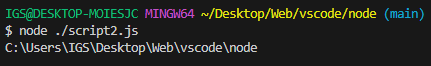 IGS@DESKTOP-MOIESJC MINGW64 ~/Desktop/Web/vscode/node (main)
$ node ./script2.js
C:\Users\IGS\Desktop\Web\vscode\node